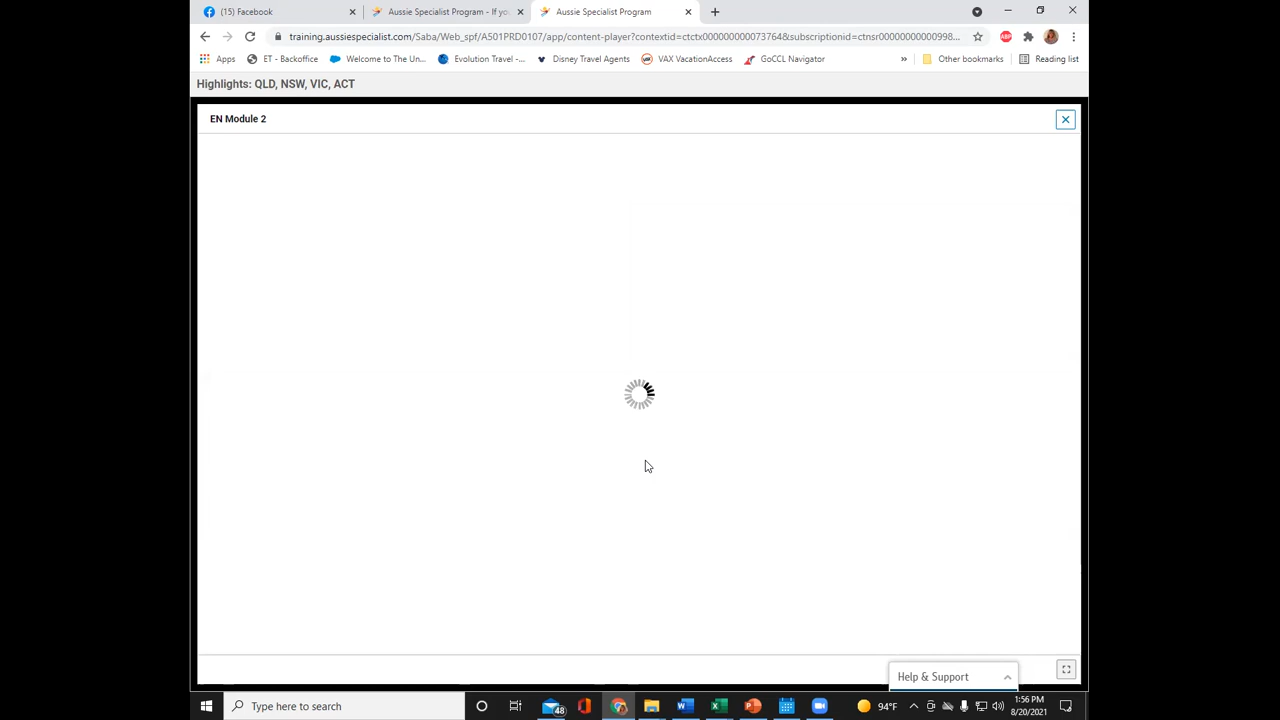 (15) Facebook
Aussie Specialist Program - If yo
Aussie Specialist Program
training.aussiespecialist.com/Saba/Web_spf/A501PRD0107/app/content-player?contextid=ctctx000000000073764&subscriptionid=ctnsr00000000000998...
ABP
Apps
ET - Backoffice
Welcome to The Un...
Evolution Travel -...
Disney Travel Agents
VAX VacationAccess
GoCCL Navigator
»
Other bookmarks
Reading list
Highlights: QLD, NSW, VIC, ACT
EN Module 2
Help & Support
Type here to search
48
94°F
1:56 PM
8/20/2021